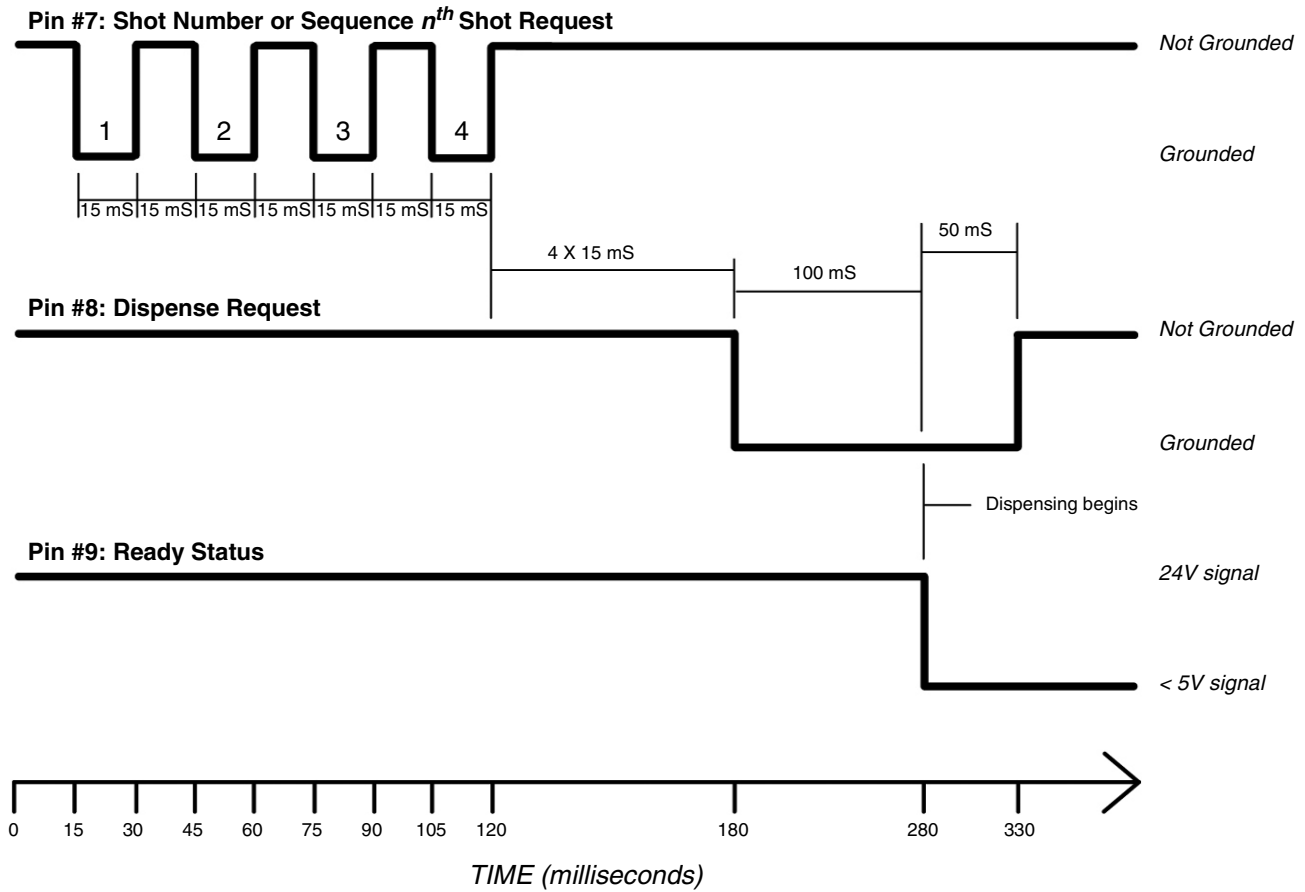 Pin #7: Shot Number or Sequence nth Shot Request
Not Grounded
1 2 3 4
Grounded
15 mS 15 mS 15 mS 15 mS 15 mS 15 mS 15 mS
50 mS
4 X 15 mS
100 mS
Pin #8: Dispense Request
Not Grounded
Grounded
Dispensing begins
Pin #9: Ready Status
24V signal
< 5V signal
0 15 30 45 60 75 90 105 120 180 280 330
TIME (milliseconds)